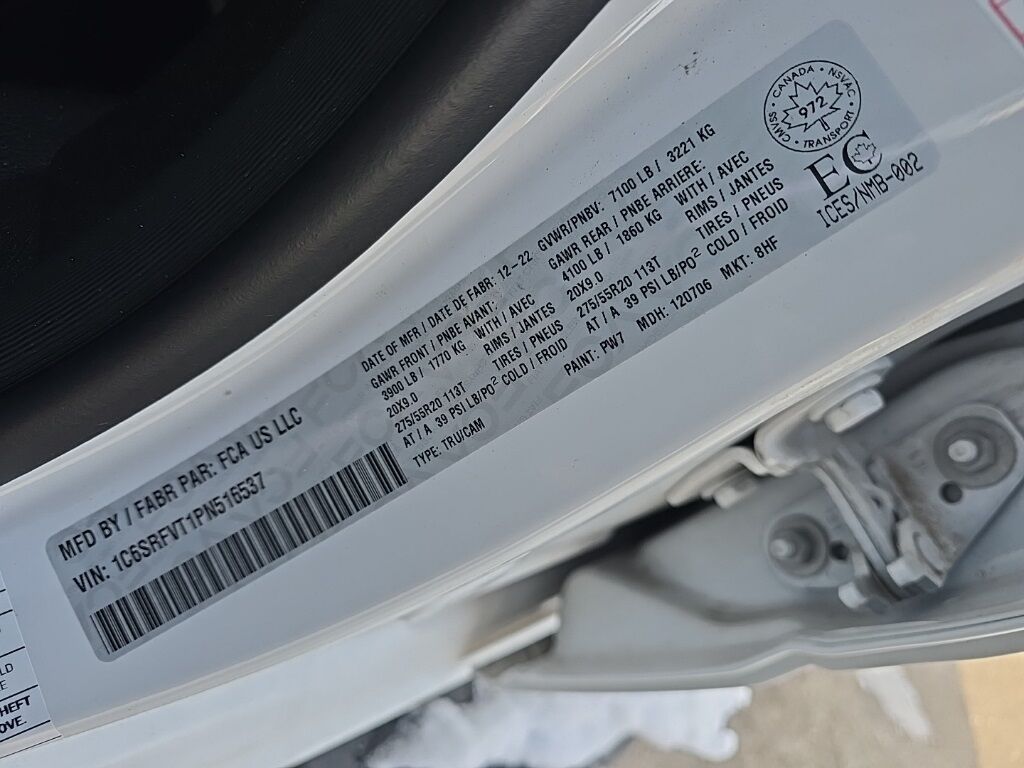 MFD BY / FABR PAR: FCA US LLC
VIN: 1C6SRFVT1PN516537
DATE OF MFR / DATE DE FABR: 12-22
GVWR/PNBV: 7100 LB / 3221 KG
GAWR FRONT / PNBE AVANT:
GAWR REAR / PNBE ARRIERE:
3900 LB / 1770 KG WITH / AVEC
4100 LB / 1860 KG WITH / AVEC
20X9.0 RIMS / JANTES
20X9.0 RIMS / JANTES
275/55R20 113T TIRES / PNEUS
275/55R20 113T TIRES / PNEUS
AT / A 39 PSI LB/PO² COLD / FROID
AT / A 39 PSI LB/PO² COLD / FROID
TYPE: TRU/CAM
PAINT: PW7
MDH: 120706
MKT: 8HF
CANADA • NSVAC • TRANSPORT • CMVSS
972
EC
ICES/NMB-002
LD
E
HEFT
OVE.